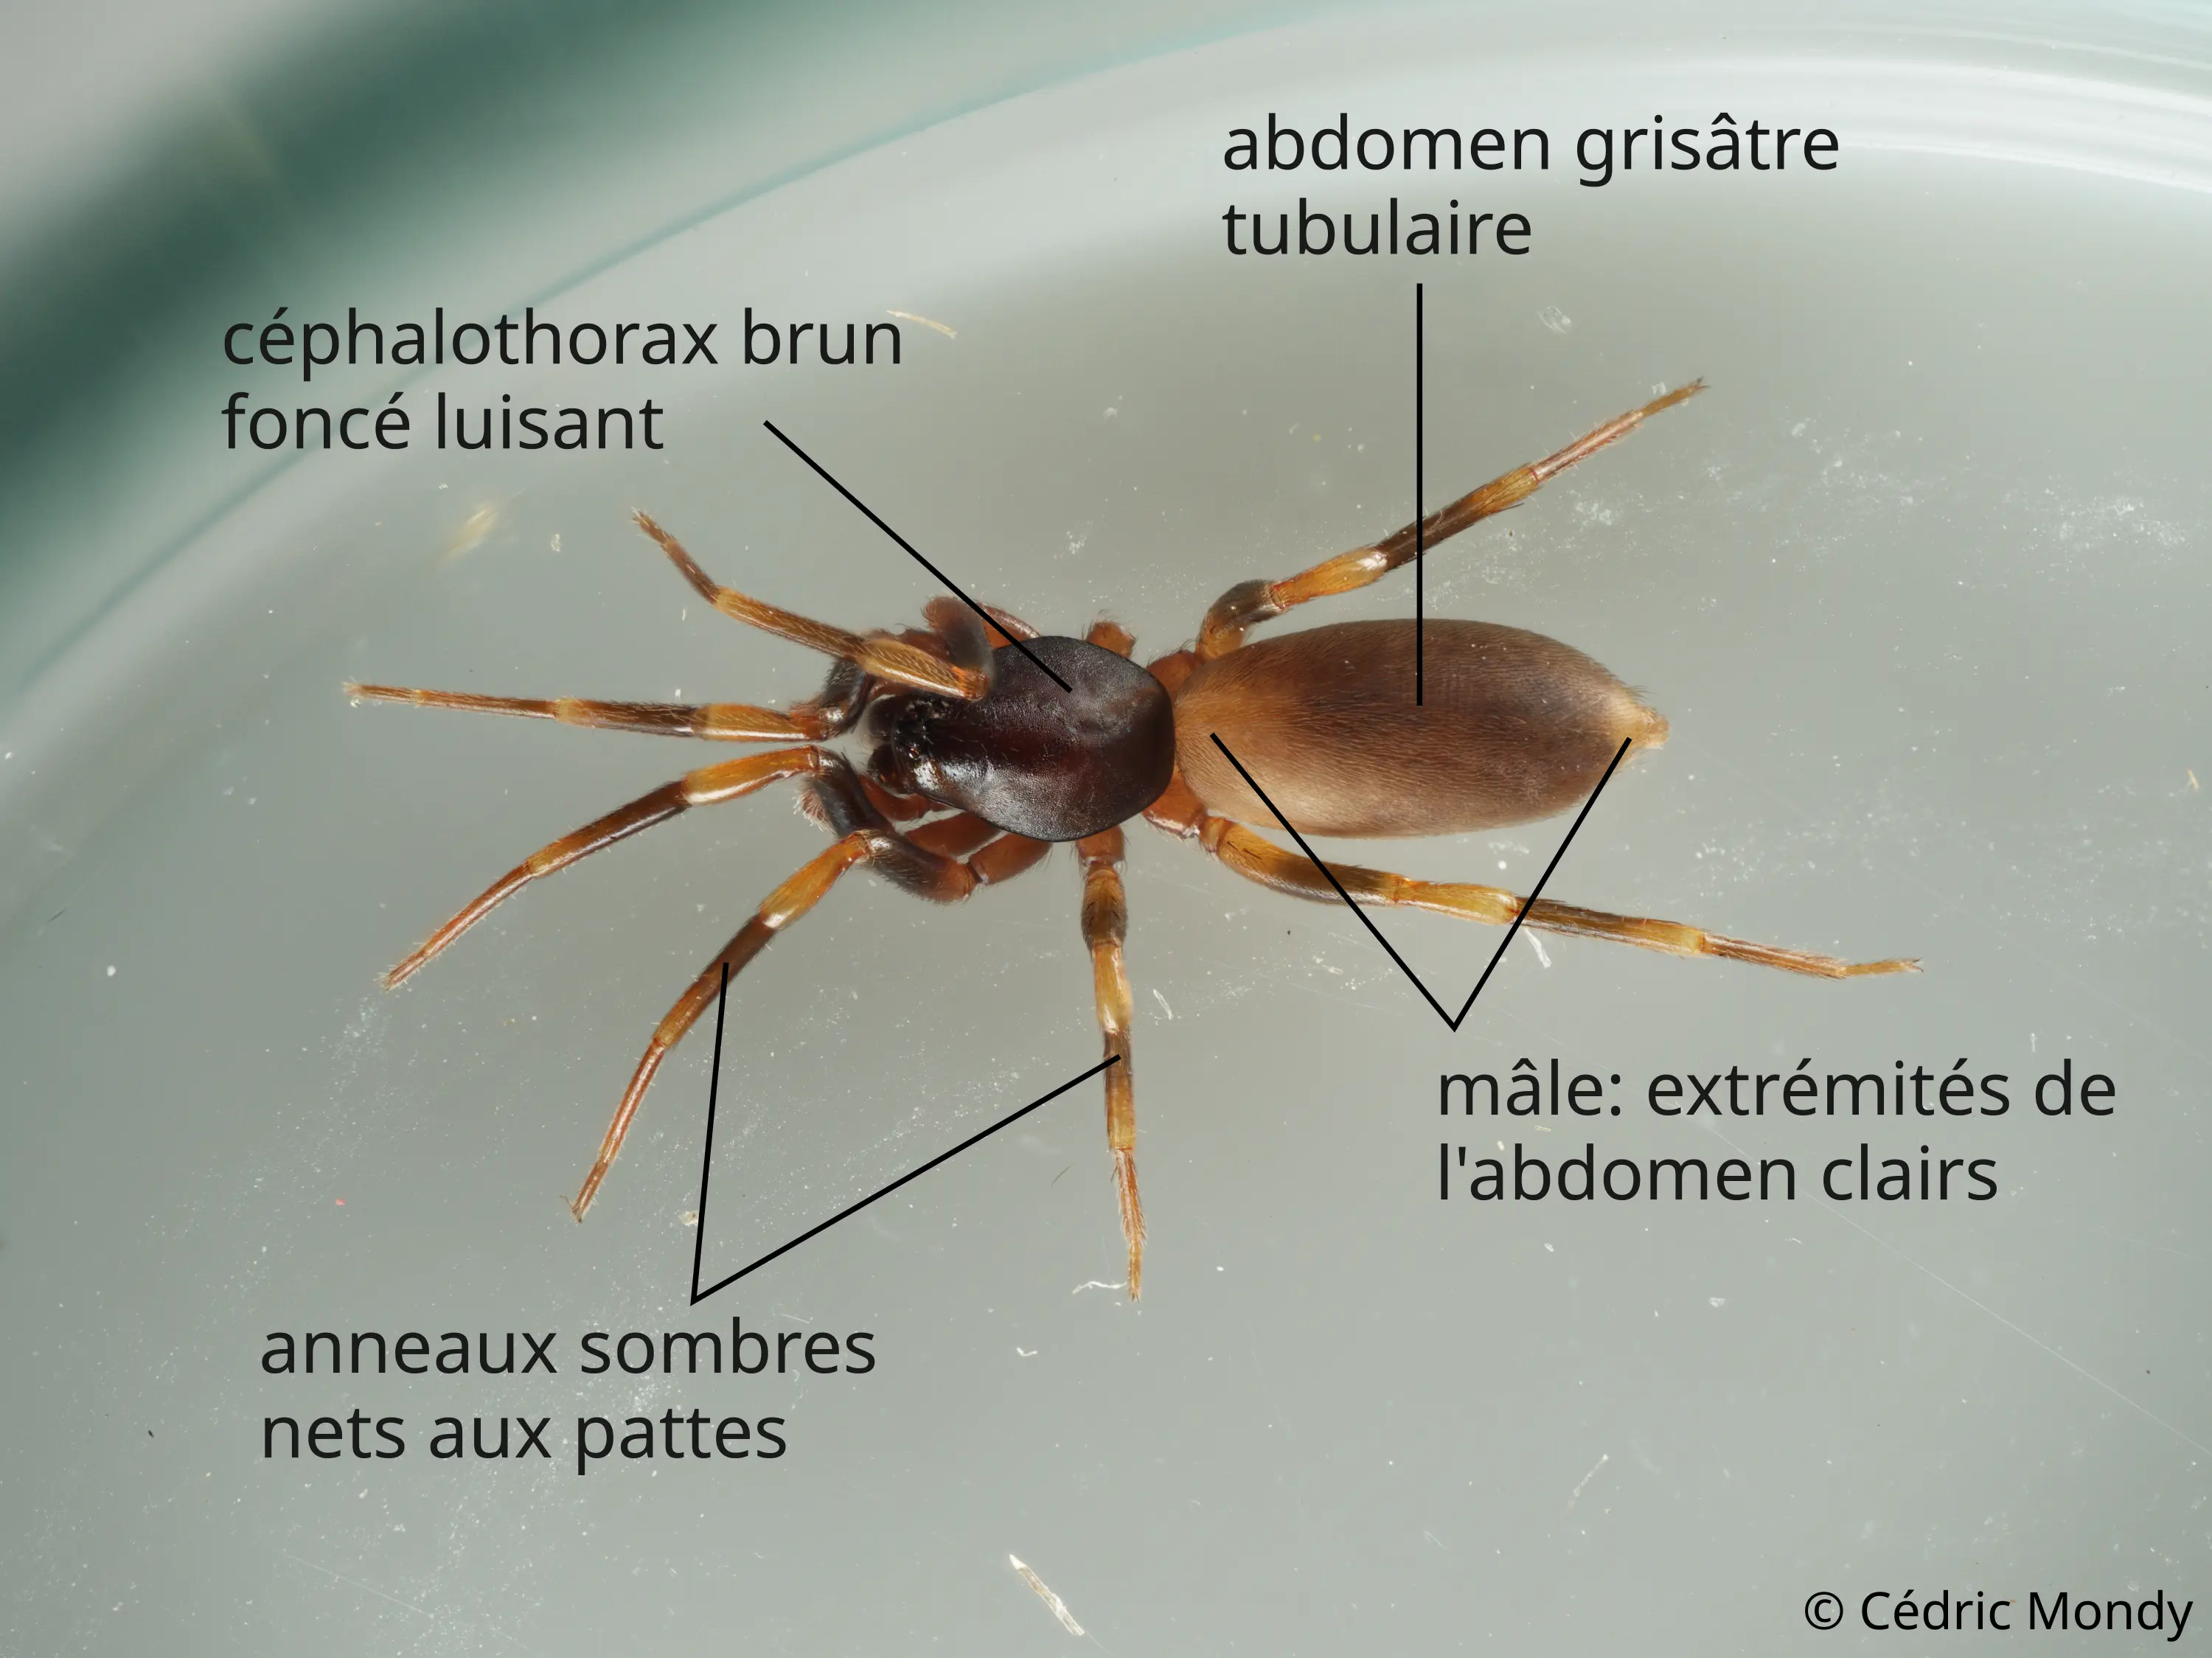 abdomen grisâtre
tubulaire
céphalothorax brun
foncé luisant
mâle: extrémités de
l'abdomen clairs
anneaux sombres
nets aux pattes
© Cédric Mondy